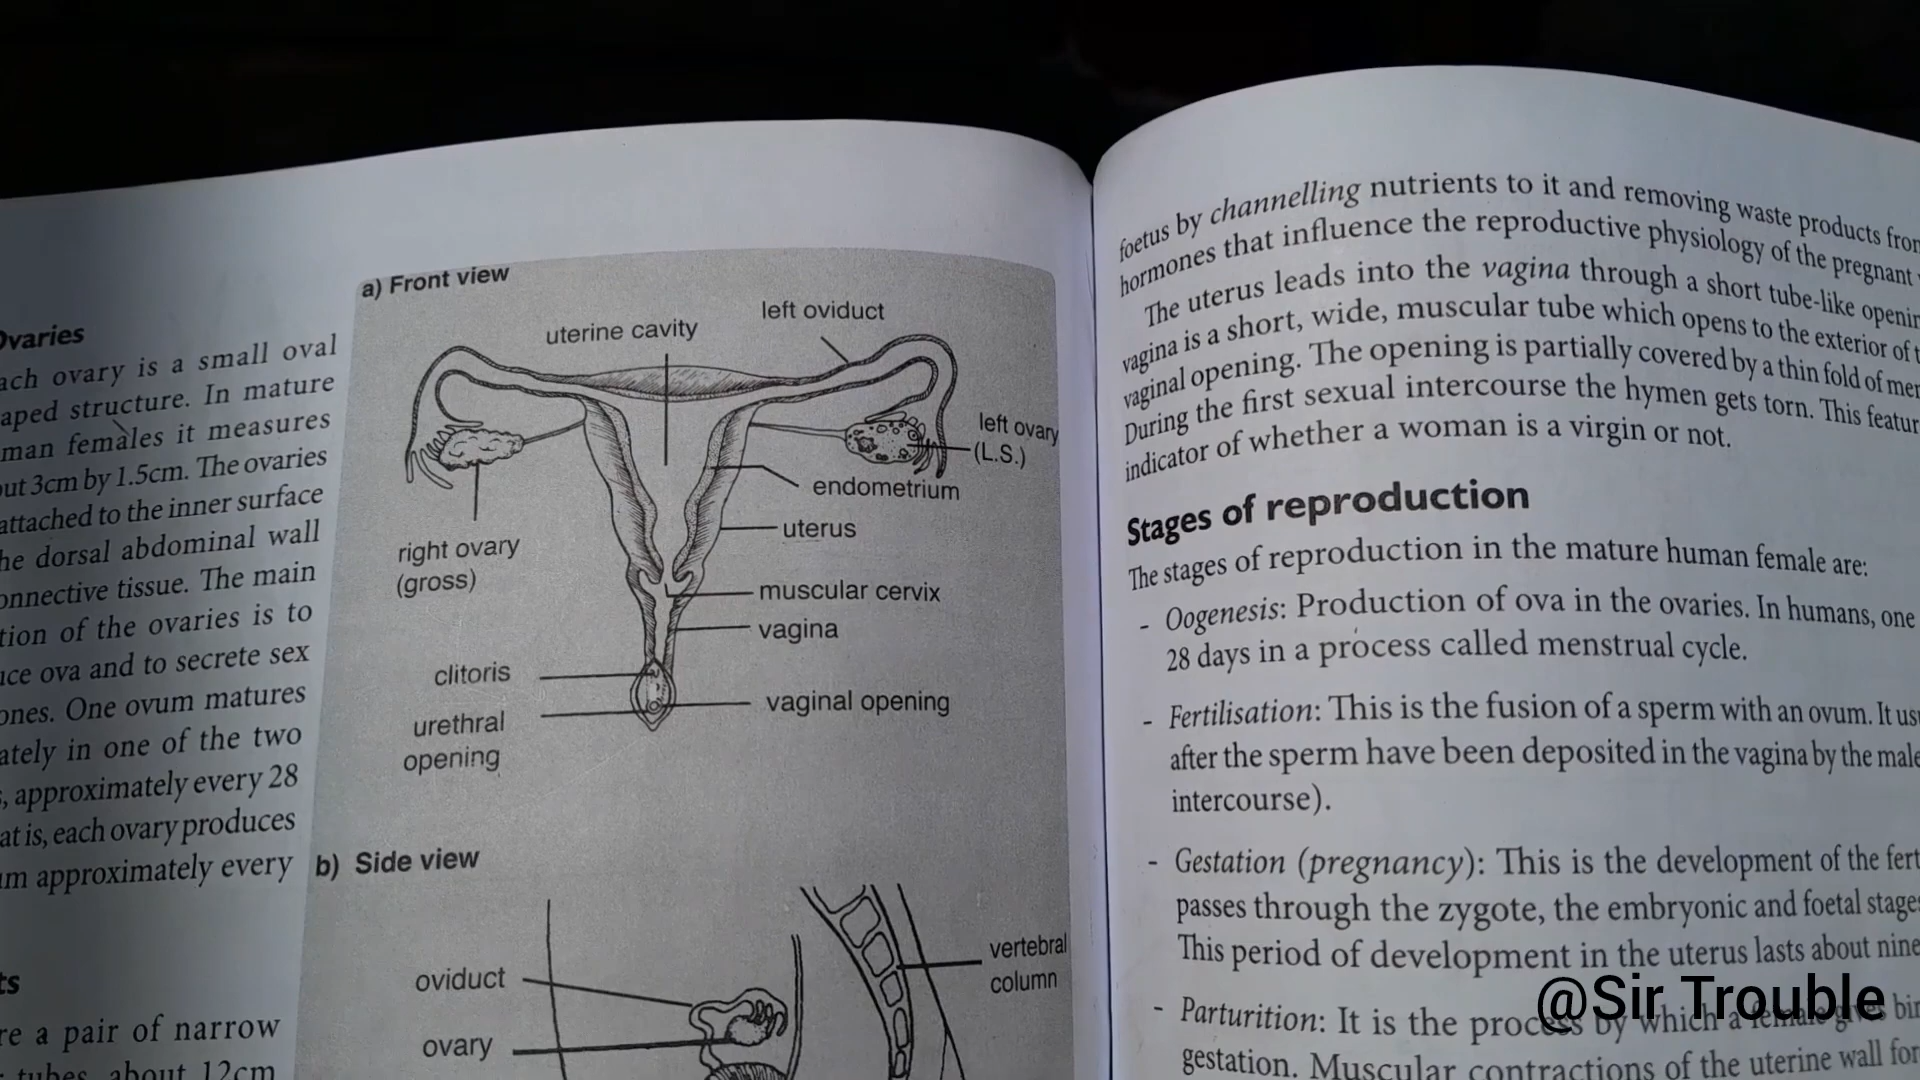 Ovaries
ach ovary is a small oval
aped structure. In mature
man females it measures
out 3cm by 1.5cm. The ovaries
attached to the inner surface
he dorsal abdominal wall
onnective tissue. The main
tion of the ovaries is to
uce ova and to secrete sex
ones. One ovum matures
ately in one of the two
s, approximately every 28
at is, each ovary produces
um approximately every
ts
re a pair of narrow
tubes, about 12cm
a) Front view
uterine cavity
left oviduct
left ovary
(L.S.)
endometrium
uterus
right ovary
(gross)
muscular cervix
vagina
clitoris
vaginal opening
urethral
opening
b) Side view
oviduct
ovary
vertebral
column
foetus by channelling nutrients to it and removing waste products from
hormones that influence the reproductive physiology of the pregnant
The uterus leads into the vagina through a short tube-like openin
vagina is a short, wide, muscular tube which opens to the exterior of t
vaginal opening. The opening is partially covered by a thin fold of mem
During the first sexual intercourse the hymen gets torn. This featur
indicator of whether a woman is a virgin or not.
Stages of reproduction
The stages of reproduction in the mature human female are:
- Oogenesis: Production of ova in the ovaries. In humans, one
28 days in a process called menstrual cycle.
- Fertilisation: This is the fusion of a sperm with an ovum. It usu
after the sperm have been deposited in the vagina by the male
intercourse).
- Gestation (pregnancy): This is the development of the fert
passes through the zygote, the embryonic and foetal stages
This period of development in the uterus lasts about nine
- Parturition: It is the process by which a female gives bir
gestation. Muscular contractions of the uterine wall for
@Sir Trouble